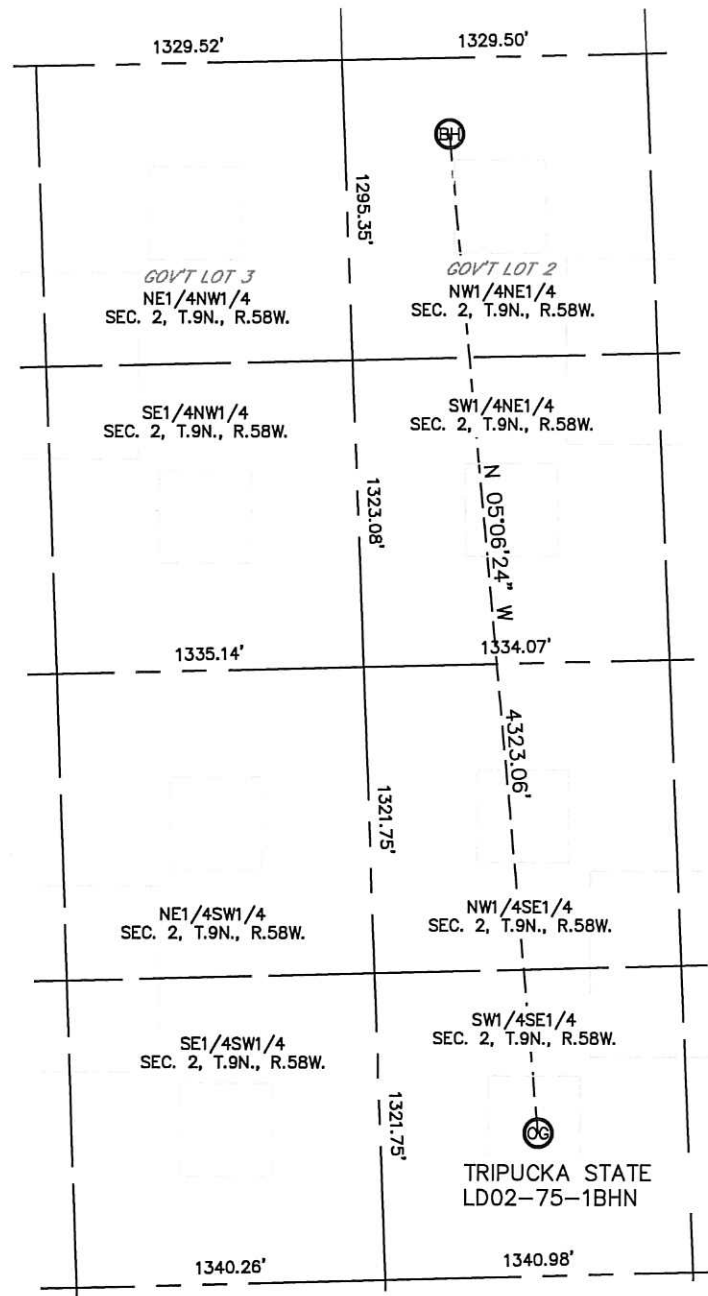 1329.52'
1329.50'
BH
1295.35'
GOV'T LOT 3
NE1/4NW1/4
SEC. 2, T.9N., R.58W.
GOV'T LOT 2
NW1/4NE1/4
SEC. 2, T.9N., R.58W.
SE1/4NW1/4
SEC. 2, T.9N., R.58W.
SW1/4NE1/4
SEC. 2, T.9N., R.58W.
1323.08'
N 05°06'24" W
1335.14'
1334.07'
4323.06'
1321.75'
NE1/4SW1/4
SEC. 2, T.9N., R.58W.
NW1/4SE1/4
SEC. 2, T.9N., R.58W.
SE1/4SW1/4
SEC. 2, T.9N., R.58W.
SW1/4SE1/4
SEC. 2, T.9N., R.58W.
1321.75'
OG
TRIPUCKA STATE
LD02-75-1BHN
1340.26'
1340.98'